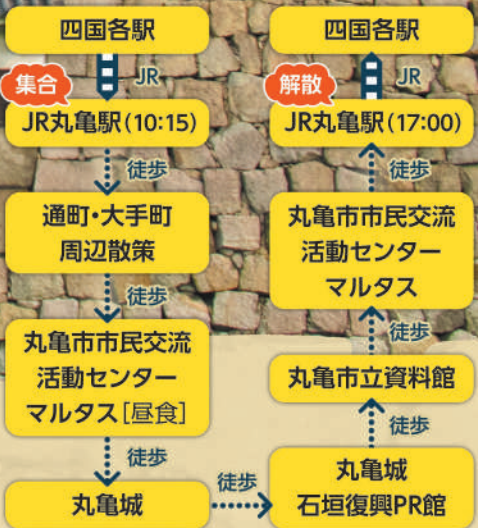 四国各駅
JR
集合
JR丸亀駅(10:15)
徒歩
通町・大手町
周辺散策
徒歩
丸亀市市民交流
活動センター
マルタス[昼食]
徒歩
丸亀城
徒歩
丸亀城
石垣復興PR館
徒歩
丸亀市立資料館
徒歩
丸亀市市民交流
活動センター
マルタス
徒歩
解散
JR丸亀駅(17:00)
JR
四国各駅